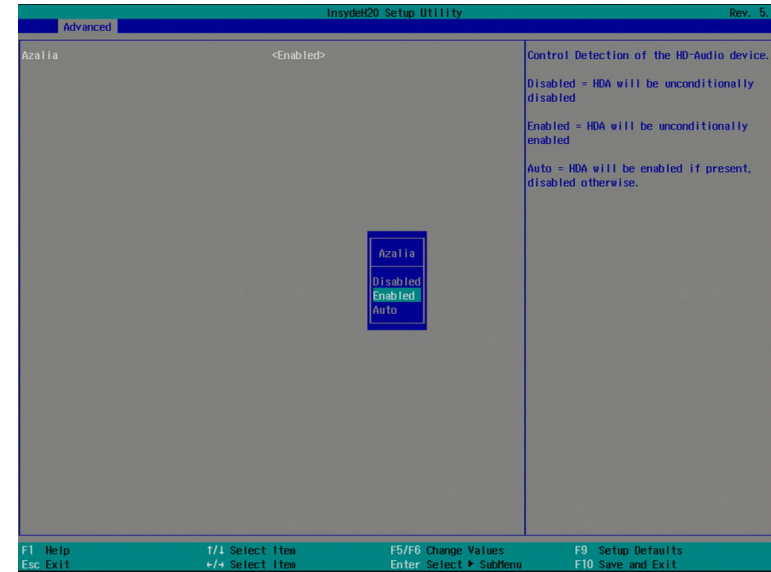 InsydeH20 Setup Utility Rev. 5.
Advanced
Azalia <Enabled>
Control Detection of the HD-Audio device.
Disabled = HDA will be unconditionally
disabled
Enabled = HDA will be unconditionally
enabled
Auto = HDA will be enabled if present,
disabled otherwise.
Azalia
Disabled
Enabled
Auto
F1 Help ↑/↓ Select Item F5/F6 Change Values F9 Setup Defaults
Esc Exit ←/→ Select Item Enter Select ▶ SubMenu F10 Save and Exit